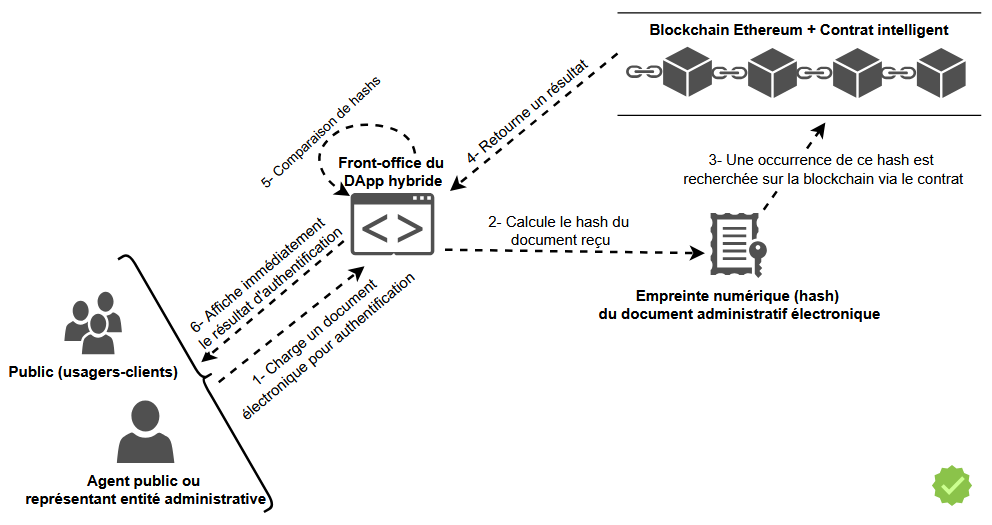 Blockchain Ethereum + Contrat intelligent
4- Retourne un résultat
5- Comparaison de hashs
Front-office du
DApp hybride
3- Une occurrence de ce hash est
recherchée sur la blockchain via le contrat
2- Calcule le hash du
document reçu
6- Affiche immédiatement
le résultat d'authentification
1- Charge un document
électronique pour authentification
Empreinte numérique (hash)
du document administratif électronique
Public (usagers-clients)
Agent public ou
représentant entité administrative